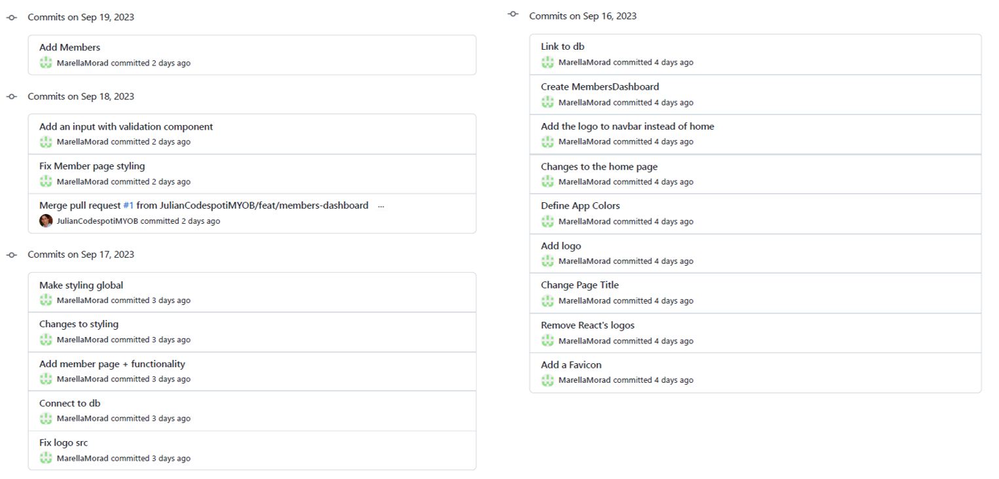 Commits on Sep 19, 2023
Add Members
MarellaMorad committed 2 days ago
Commits on Sep 18, 2023
Add an input with validation component
MarellaMorad committed 2 days ago
Fix Member page styling
MarellaMorad committed 2 days ago
Merge pull request #1 from JulianCodespotiMYOB/feat/members-dashboard ...
JulianCodespotiMYOB committed 2 days ago
Commits on Sep 17, 2023
Make styling global
MarellaMorad committed 3 days ago
Changes to styling
MarellaMorad committed 3 days ago
Add member page + functionality
MarellaMorad committed 3 days ago
Connect to db
MarellaMorad committed 3 days ago
Fix logo src
MarellaMorad committed 3 days ago
Commits on Sep 16, 2023
Link to db
MarellaMorad committed 4 days ago
Create MembersDashboard
MarellaMorad committed 4 days ago
Add the logo to navbar instead of home
MarellaMorad committed 4 days ago
Changes to the home page
MarellaMorad committed 4 days ago
Define App Colors
MarellaMorad committed 4 days ago
Add logo
MarellaMorad committed 4 days ago
Change Page Title
MarellaMorad committed 4 days ago
Remove React's logos
MarellaMorad committed 4 days ago
Add a Favicon
MarellaMorad committed 4 days ago